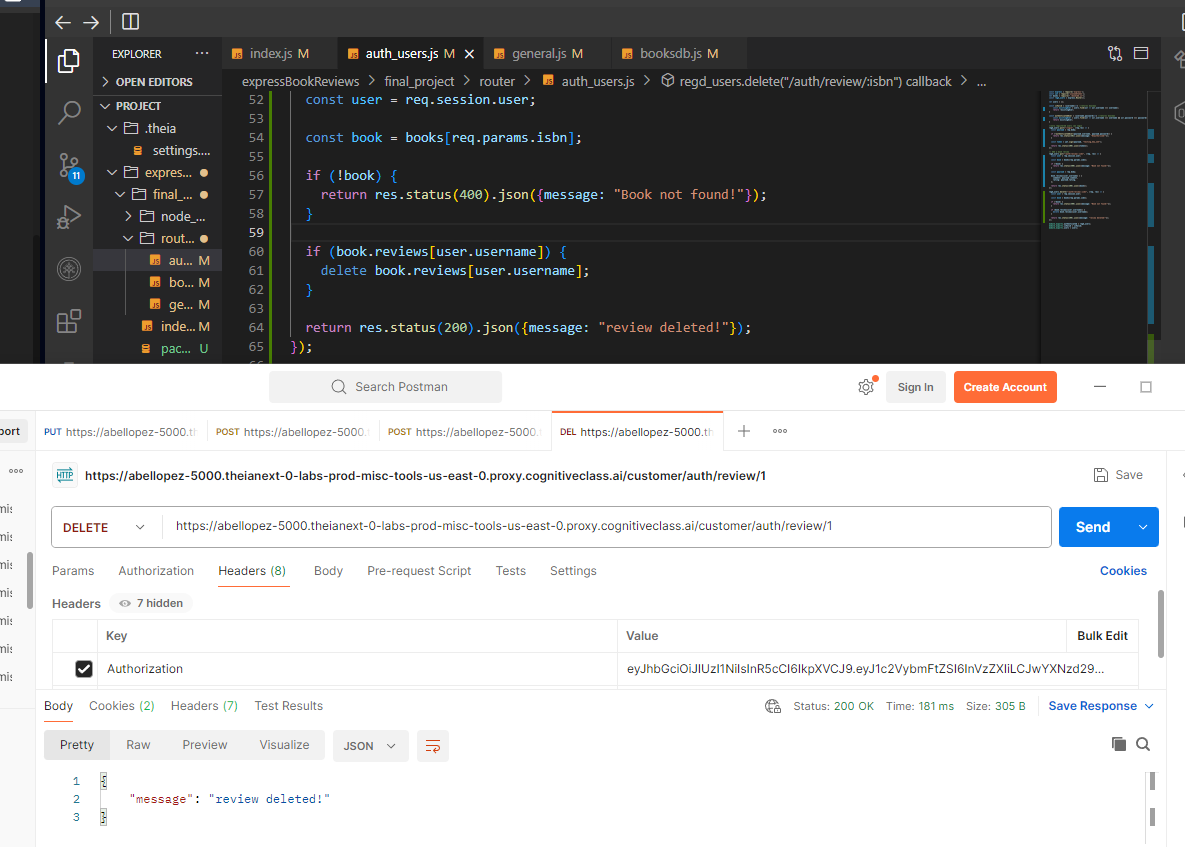 EXPLORER ...
index.js M
auth_users.js M
general.js M
booksdb.js M
OPEN EDITORS
PROJECT
.theia
settings....
expres...
final_...
node_...
rout...
au... M
bo... M
ge... M
inde... M
pac... U
11
expressBookReviews > final_project > router > auth_users.js > regd_users.delete("/auth/review/:isbn") callback > ...
52 const user = req.session.user;
53
54 const book = books[req.params.isbn];
55
56 if (!book) {
57 return res.status(400).json({message: "Book not found!"});
58 }
59
60 if (book.reviews[user.username]) {
61 delete book.reviews[user.username];
62 }
63
64 return res.status(200).json({message: "review deleted!"});
65 });
Search Postman
Sign In
Create Account
port
PUT https://abellopez-5000.th
POST https://abellopez-5000.
POST https://abellopez-5000.
DEL https://abellopez-5000.th
HTTP https://abellopez-5000.theianext-0-labs-prod-misc-tools-us-east-0.proxy.cognitiveclass.ai/customer/auth/review/1
Save
DELETE https://abellopez-5000.theianext-0-labs-prod-misc-tools-us-east-0.proxy.cognitiveclass.ai/customer/auth/review/1
Send
Params Authorization Headers (8) Body Pre-request Script Tests Settings Cookies
Headers 7 hidden
Key Value Bulk Edit
Authorization
Body Cookies (2) Headers (7) Test Results
Status: 200 OK Time: 181 ms Size: 305 B Save Response
Pretty Raw Preview Visualize JSON
1 {
2 "message": "review deleted!"
3 }